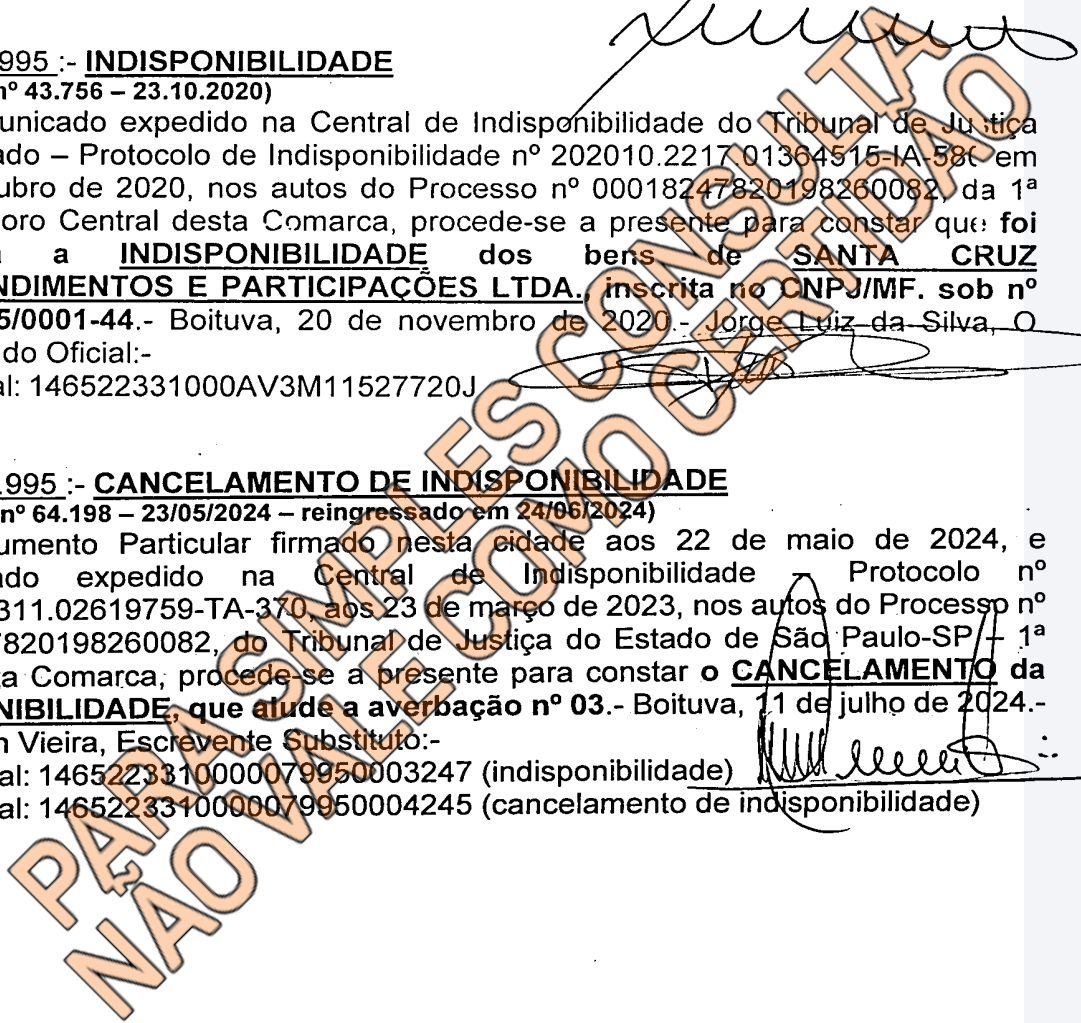 995 :- INDISPONIBILIDADE
nº 43.756 – 23.10.2020)
unicado expedido na Central de Indisponibilidade do Tribunal de Justiça
ado – Protocolo de Indisponibilidade nº 202010.2217.01364515-IA-580 em
ubro de 2020, nos autos do Processo nº 00018247820198260082, da 1ª
oro Central desta Comarca, procede-se a presente para constar que foi
a INDISPONIBILIDADE dos bens de SANTA CRUZ
NDIMENTOS E PARTICIPAÇÕES LTDA., inscrita no CNPJ/MF. sob nº
5/0001-44.- Boituva, 20 de novembro de 2020.- Jorge Luiz da Silva, O
do Oficial:-
al: 146522331000AV3M11527720J
.995 :- CANCELAMENTO DE INDISPONIBILIDADE
nº 64.198 – 23/05/2024 – reingressado em 24/06/2024)
umento Particular firmado nesta cidade aos 22 de maio de 2024, e
ado expedido na Central de Indisponibilidade – Protocolo nº
311.02619759-TA-370, aos 23 de março de 2023, nos autos do Processo nº
7820198260082, do Tribunal de Justiça do Estado de São Paulo-SP – 1ª
ta Comarca, procede-se a presente para constar o CANCELAMENTO da
NIBILIDADE, que alude a averbação nº 03.- Boituva, 11 de julho de 2024.-
n Vieira, Escrevente Substituto:-
al: 1465223310000079950003247 (indisponibilidade)
al: 1465223310000079950004245 (cancelamento de indisponibilidade)
PARA SIMPLES CONSULTA
NÃO VALE COMO CERTIDÃO